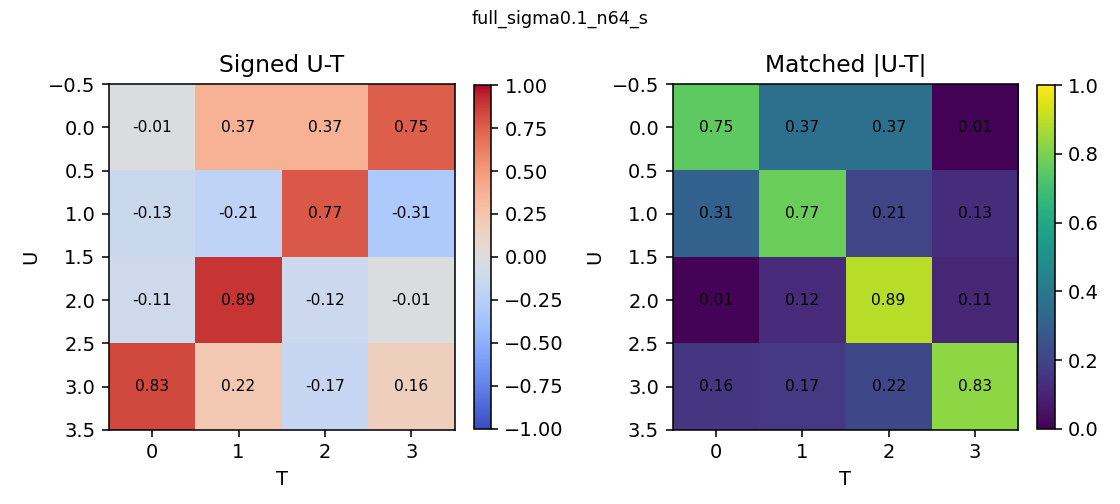 full_sigma0.1_n64_s
Signed U-T
Matched |U-T|
−0.5
0.0
0.5
1.0
1.5
2.0
2.5
3.0
3.5
U
-0.01 0.37 0.37 0.75
-0.13 -0.21 0.77 -0.31
-0.11 0.89 -0.12 -0.01
0.83 0.22 -0.17 0.16
0 1 2 3
T
1.00
0.75
0.50
0.25
0.00
−0.25
−0.50
−0.75
−1.00
−0.5
0.0
0.5
1.0
1.5
2.0
2.5
3.0
3.5
U
0.75 0.37 0.37 0.01
0.31 0.77 0.21 0.13
0.01 0.12 0.89 0.11
0.16 0.17 0.22 0.83
0 1 2 3
T
1.0
0.8
0.6
0.4
0.2
0.0